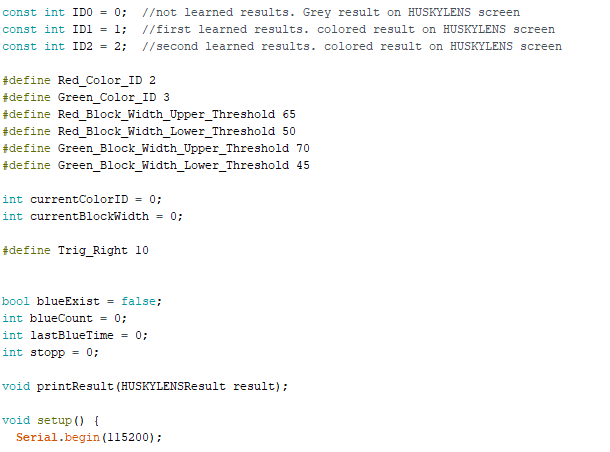 const int ID0 = 0;  //not learned results. Grey result on HUSKYLENS screen
const int ID1 = 1;  //first learned results. colored result on HUSKYLENS screen
const int ID2 = 2;  //second learned results. colored result on HUSKYLENS screen
#define Red_Color_ID 2
#define Green_Color_ID 3
#define Red_Block_Width_Upper_Threshold 65
#define Red_Block_Width_Lower_Threshold 50
#define Green_Block_Width_Upper_Threshold 70
#define Green_Block_Width_Lower_Threshold 45
int currentColorID = 0;
int currentBlockWidth = 0;
#define Trig_Right 10
bool blueExist = false;
int blueCount = 0;
int lastBlueTime = 0;
int stopp = 0;
void printResult(HUSKYLENSResult result);
void setup() {
  Serial.begin(115200);